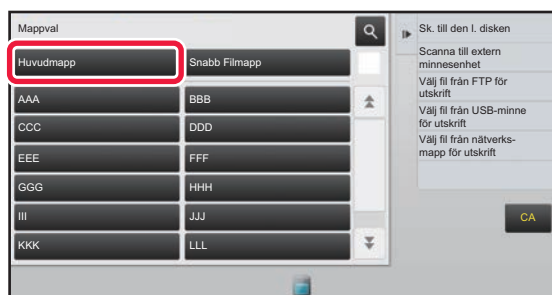 Mappval
Huvudmapp
Snabb Filmapp
AAA
BBB
CCC
DDD
EEE
FFF
GGG
HHH
III
JJJ
KKK
LLL
Sk. till den l. disken
Scanna till extern
minnesenhet
Välj fil från FTP för
utskrift
Välj fil från USB-minne
för utskrift
Välj fil från nätverks-
mapp för utskrift
CA